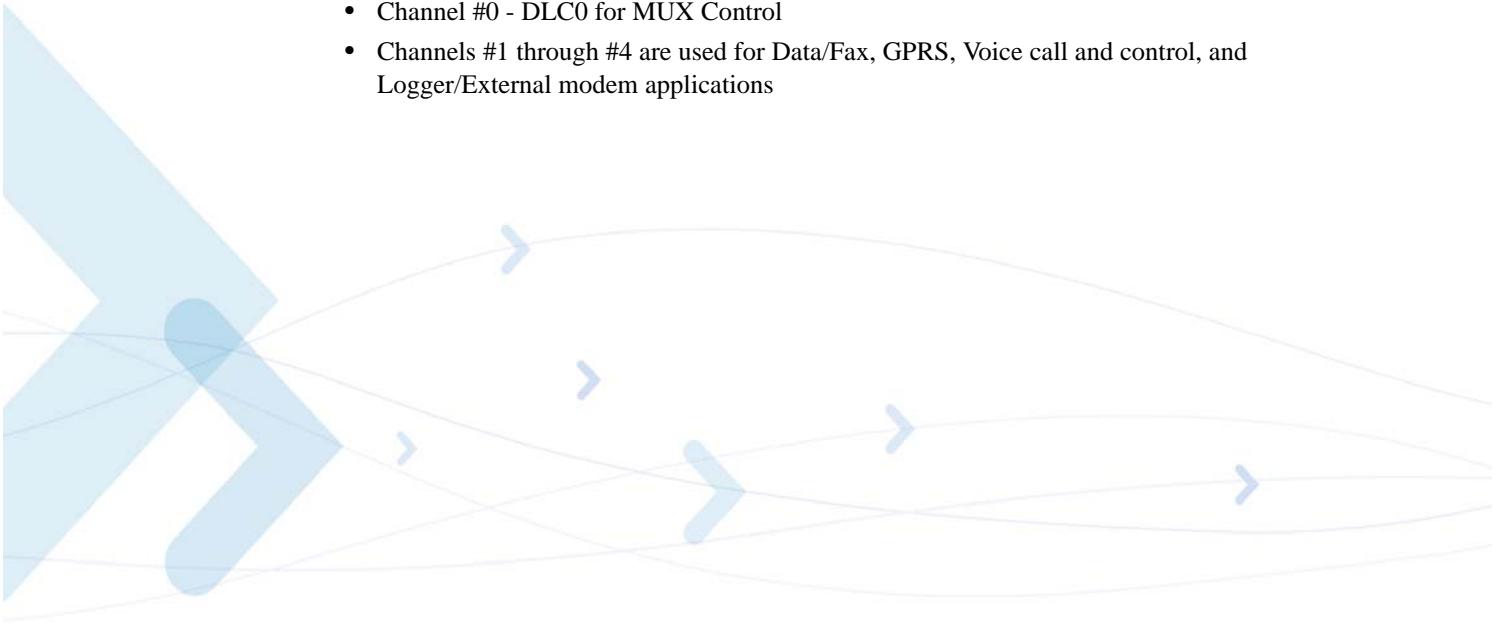 • Channel #0 - DLC0 for MUX Control
• Channels #1 through #4 are used for Data/Fax, GPRS, Voice call and control, and
Logger/External modem applications